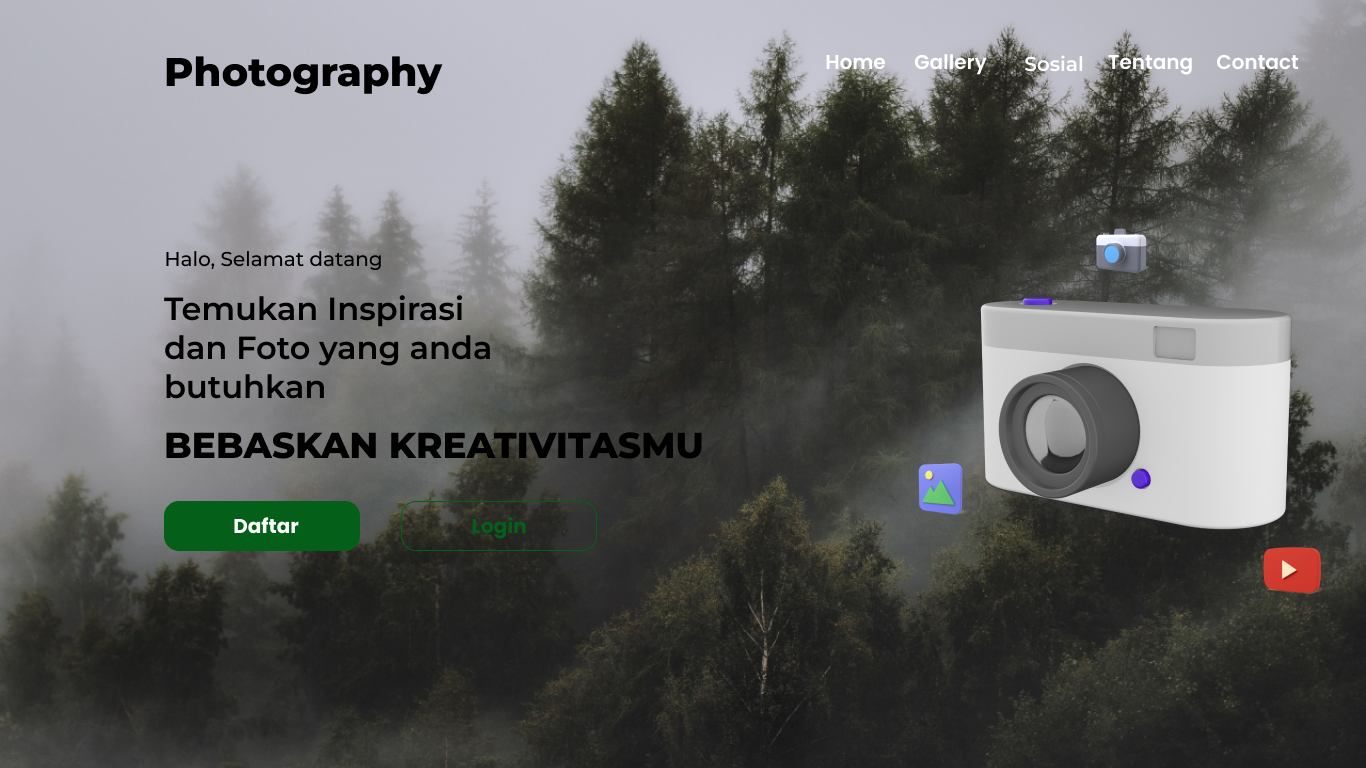 Photography
Home Gallery Sosial Tentang Contact
Halo, Selamat datang
Temukan Inspirasi
dan Foto yang anda
butuhkan
BEBASKAN KREATIVITASMU
Daftar Login